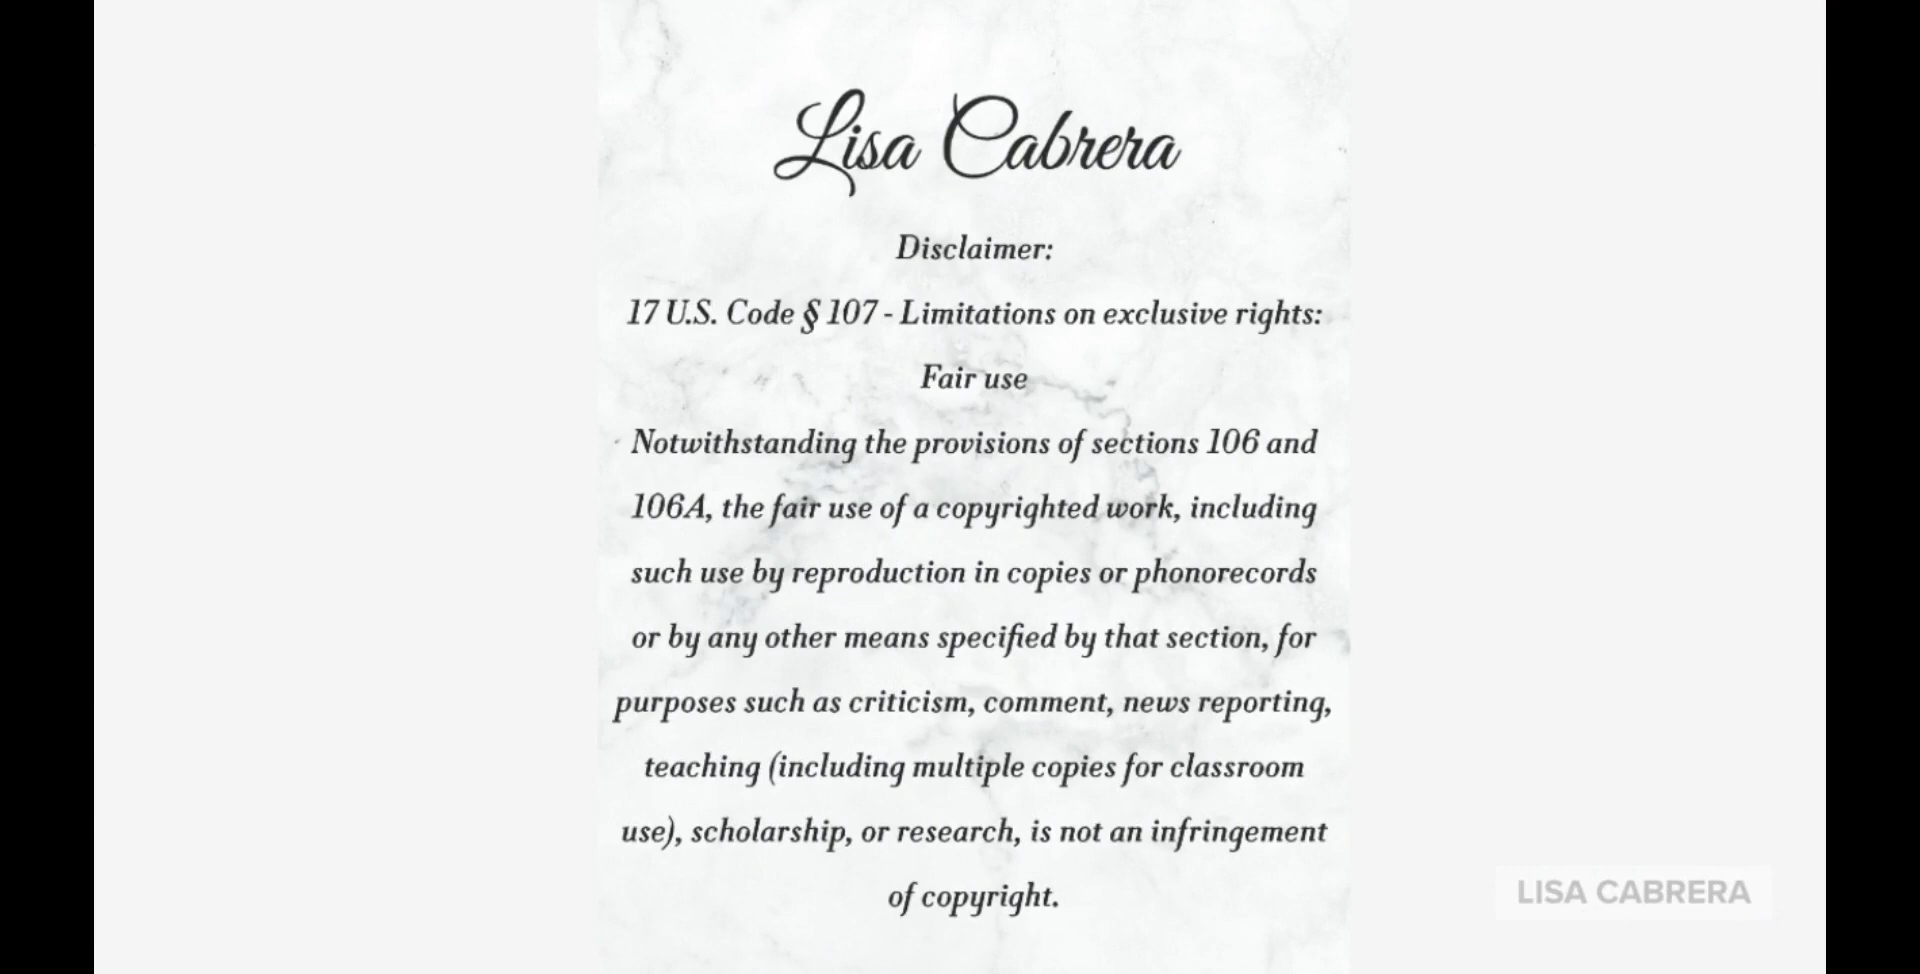 Lisa Cabrera
Disclaimer:
17 U.S. Code § 107 - Limitations on exclusive rights:
Fair use
Notwithstanding the provisions of sections 106 and
106A, the fair use of a copyrighted work, including
such use by reproduction in copies or phonorecords
or by any other means specified by that section, for
purposes such as criticism, comment, news reporting,
teaching (including multiple copies for classroom
use), scholarship, or research, is not an infringement
of copyright.
LISA CABRERA